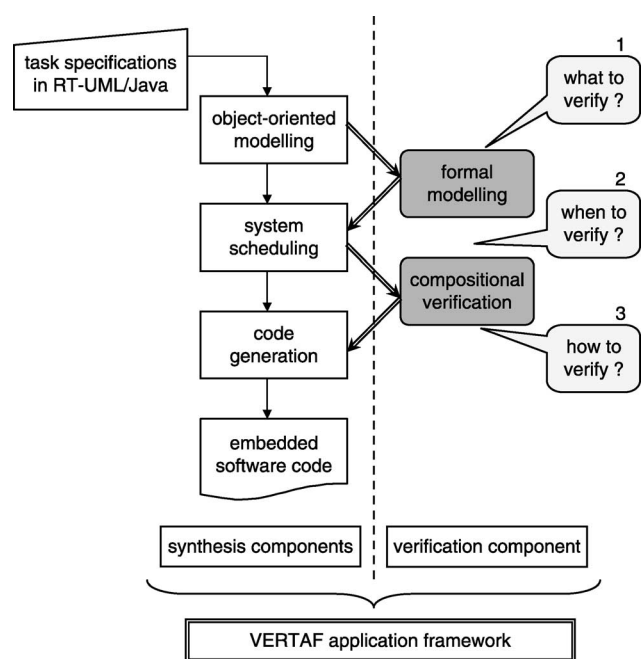 task specifications
in RT-UML/Java
1
what to
verify ?
object-oriented
modelling
formal
modelling
2
when to
verify ?
system
scheduling
compositional
verification
3
how to
verify ?
code
generation
embedded
software code
synthesis components
verification component
VERTAF application framework